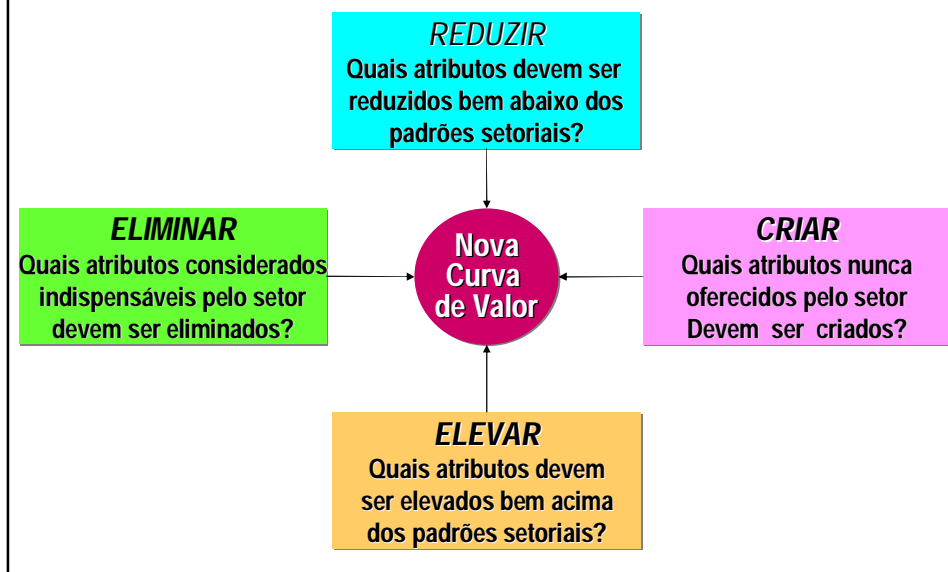 REDUZIR
Quais atributos devem ser
reduzidos bem abaixo dos
padrões setoriais?
ELIMINAR
Quais atributos considerados
indispensáveis pelo setor
devem ser eliminados?
Nova
Curva
de Valor
CRIAR
Quais atributos nunca
oferecidos pelo setor
Devem ser criados?
ELEVAR
Quais atributos devem
ser elevados bem acima
dos padrões setoriais?